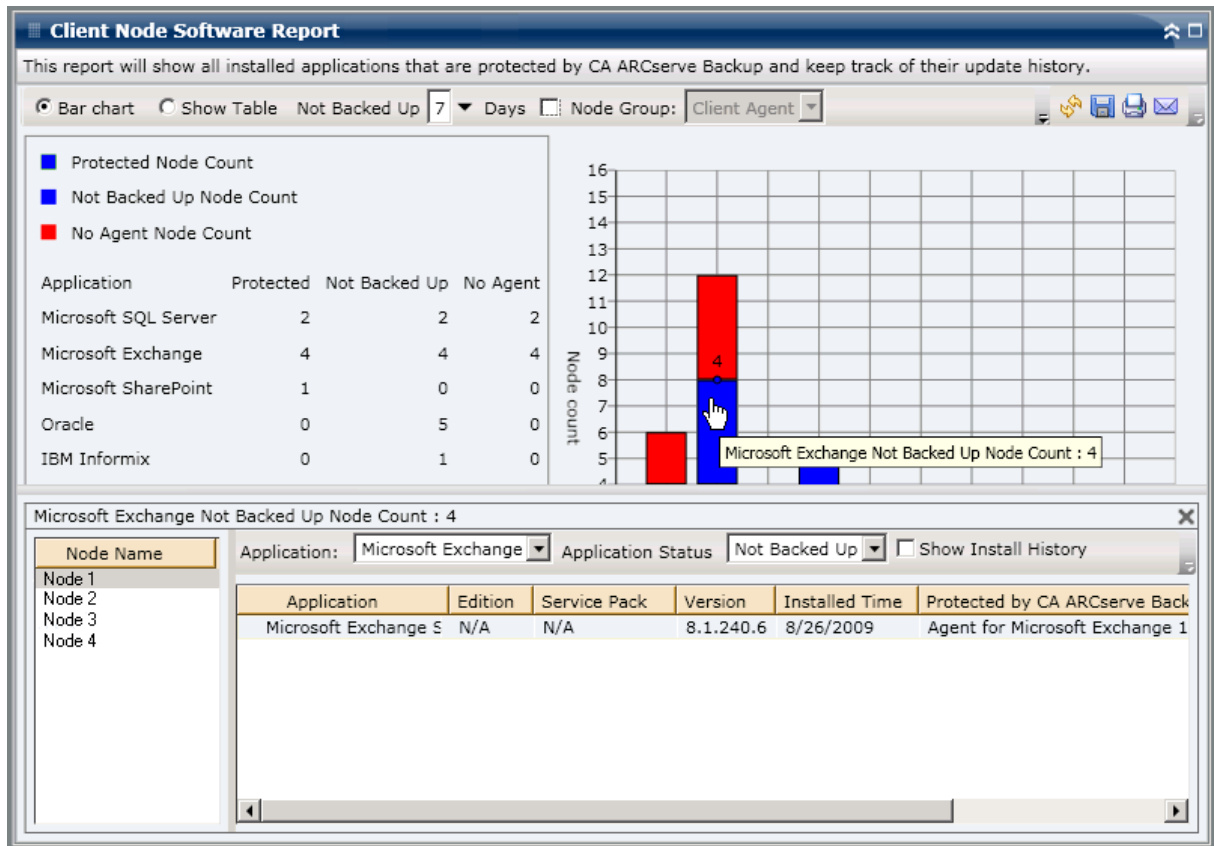 Client Node Software Report
This report will show all installed applications that are protected by CA ARCserve Backup and keep track of their update history.
Bar chart Show Table Not Backed Up 7 Days Node Group: Client Agent
Protected Node Count
Not Backed Up Node Count
No Agent Node Count
Application Protected Not Backed Up No Agent
Microsoft SQL Server 2 2 2
Microsoft Exchange 4 4 4
Microsoft SharePoint 1 0 0
Oracle 0 5 0
IBM Informix 0 1 0
Node count
16
15
14
13
12
11
10
9
8
7
6
5
4
Microsoft Exchange Not Backed Up Node Count : 4
Microsoft Exchange Not Backed Up Node Count : 4
Node Name
Node 1
Node 2
Node 3
Node 4
Application: Microsoft Exchange Application Status Not Backed Up Show Install History
Application Edition Service Pack Version Installed Time Protected by CA ARCserve Back
Microsoft Exchange S N/A N/A 8.1.240.6 8/26/2009 Agent for Microsoft Exchange 1